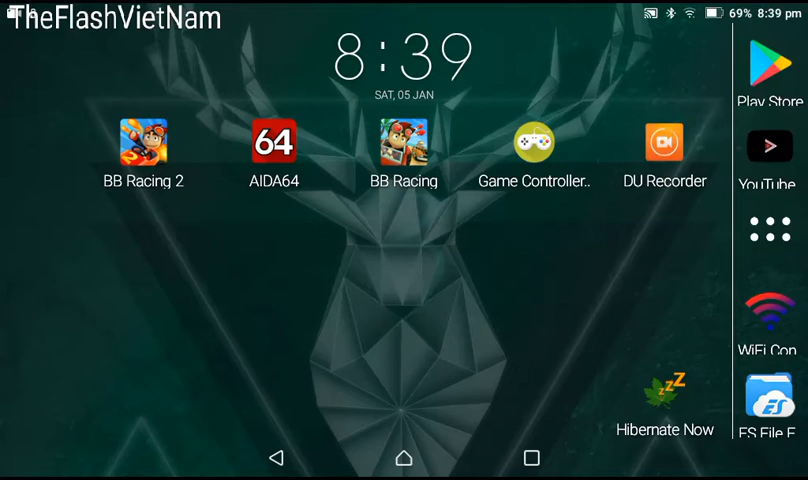 TheFlashVietNam
69% 8:39 pm
8:39
SAT, 05 JAN
Play Store
BB Racing 2
64
AIDA64
BB Racing
Game Controller..
DU Recorder
YouTube
WiFi Con
zzZ
Hibernate Now
ES
ES File E